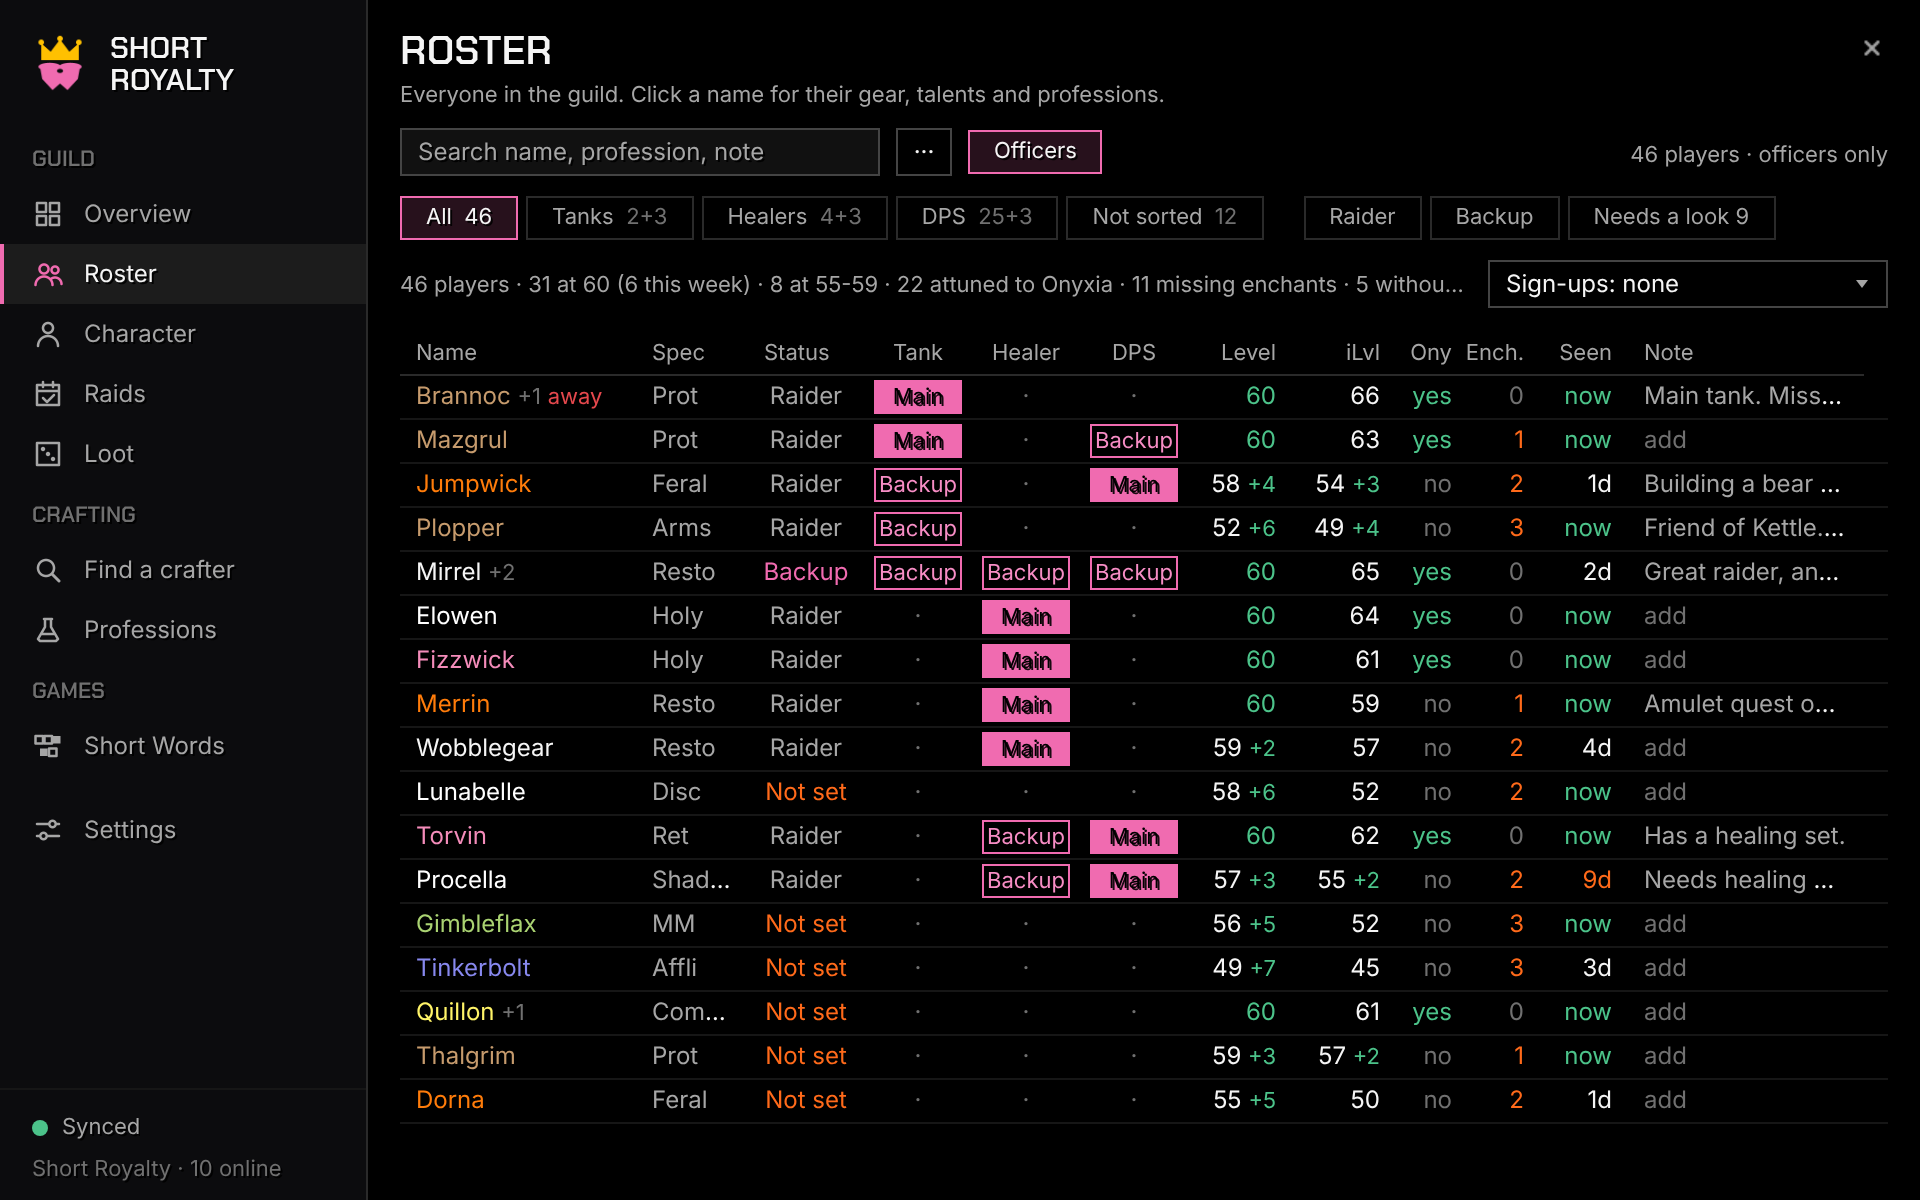 SHORT
ROYALTY
GUILD
Overview
Roster
Character
Raids
Loot
CRAFTING
Find a crafter
Professions
GAMES
Short Words
Settings
Synced
Short Royalty · 10 online
ROSTER
Everyone in the guild. Click a name for their gear, talents and professions.
Search name, profession, note ... Officers 46 players · officers only
All 46 Tanks 2+3 Healers 4+3 DPS 25+3 Not sorted 12 Raider Backup Needs a look 9
46 players · 31 at 60 (6 this week) · 8 at 55-59 · 22 attuned to Onyxia · 11 missing enchants · 5 withou... Sign-ups: none
Name Spec Status Tank Healer DPS Level iLvl Ony Ench. Seen Note
Brannoc +1 away Prot Raider Main · · 60 66 yes 0 now Main tank. Miss...
Mazgrul Prot Raider Main · Backup 60 63 yes 1 now add
Jumpwick Feral Raider Backup · Main 58 +4 54 +3 no 2 1d Building a bear ...
Plopper Arms Raider Backup · · 52 +6 49 +4 no 3 now Friend of Kettle....
Mirrel +2 Resto Backup Backup Backup Backup 60 65 yes 0 2d Great raider, an...
Elowen Holy Raider · Main · 60 64 yes 0 now add
Fizzwick Holy Raider · Main · 60 61 yes 0 now add
Merrin Resto Raider · Main · 60 59 no 1 now Amulet quest o...
Wobblegear Resto Raider · Main · 59 +2 57 no 2 4d add
Lunabelle Disc Not set · · · 58 +6 52 no 2 now add
Torvin Ret Raider · Backup Main 60 62 yes 0 now Has a healing set.
Procella Shad... Raider · Backup Main 57 +3 55 +2 no 2 9d Needs healing ...
Gimbleflax MM Not set · · · 56 +5 52 no 3 now add
Tinkerbolt Affli Not set · · · 49 +7 45 no 3 3d add
Quillon +1 Com... Not set · · · 60 61 yes 0 now add
Thalgrim Prot Not set · · · 59 +3 57 +2 no 1 now add
Dorna Feral Not set · · · 55 +5 50 no 2 1d add